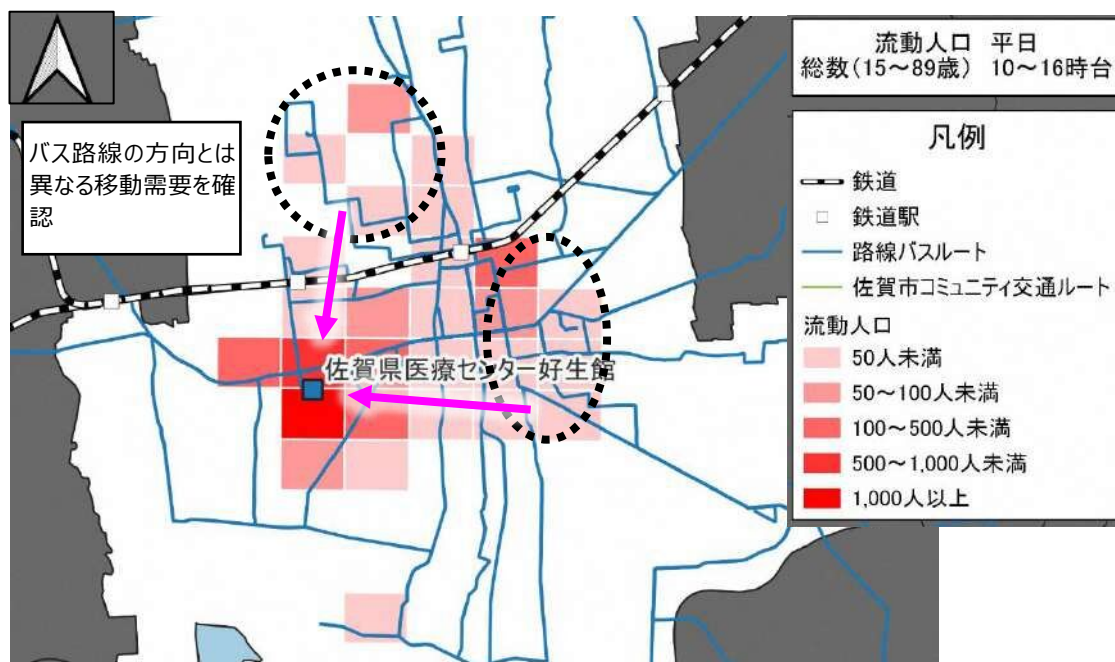 バス路線の方向とは
異なる移動需要を確
認
佐賀県医療センター好生館
流動人口 平日
総数(15~89歳) 10~16時台
凡例
鉄道
鉄道駅
路線バスルート
佐賀市コミュニティ交通ルート
流動人口
50人未満
50~100人未満
100~500人未満
500~1,000人未満
1,000人以上